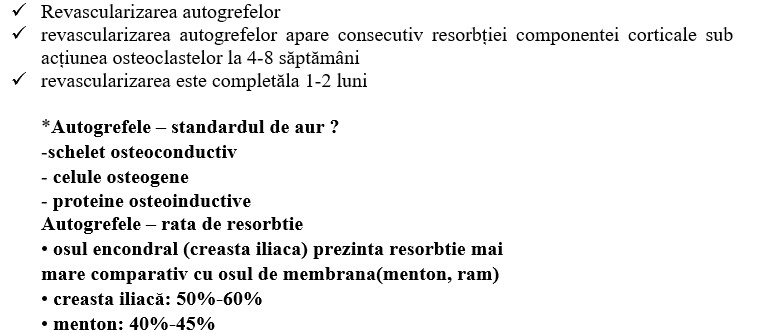 ✓ Revascularizarea autogrefelor
✓ revascularizarea autogrefelor apare consecutiv resorbției componentei corticale sub
acțiunea osteoclastelor la 4-8 săptămâni
✓ revascularizarea este completăla 1-2 luni
*Autogrefele – standardul de aur ?
-schelet osteoconductiv
- celule osteogene
- proteine osteoinductive
Autogrefele – rata de resorbtie
• osul encondral (creasta iliaca) prezinta resorbtie mai
mare comparativ cu osul de membrana(menton, ram)
• creasta iliacă: 50%-60%
• menton: 40%-45%